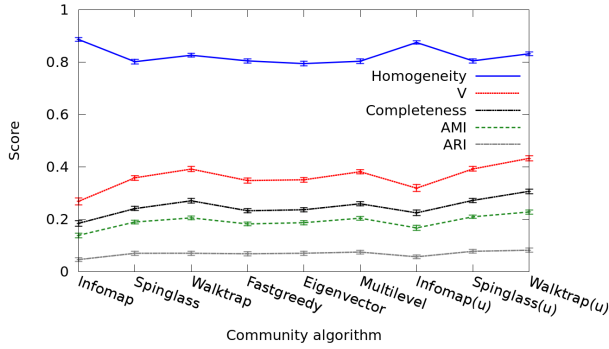 1
0.8
0.6
0.4
0.2
0
Score
Homogeneity
V
Completeness
AMI
ARI
Infomap
Spinglass
Walktrap
Fastgreedy
Eigenvector
Multilevel
Infomap(u)
Spinglass(u)
Walktrap(u)
Community algorithm